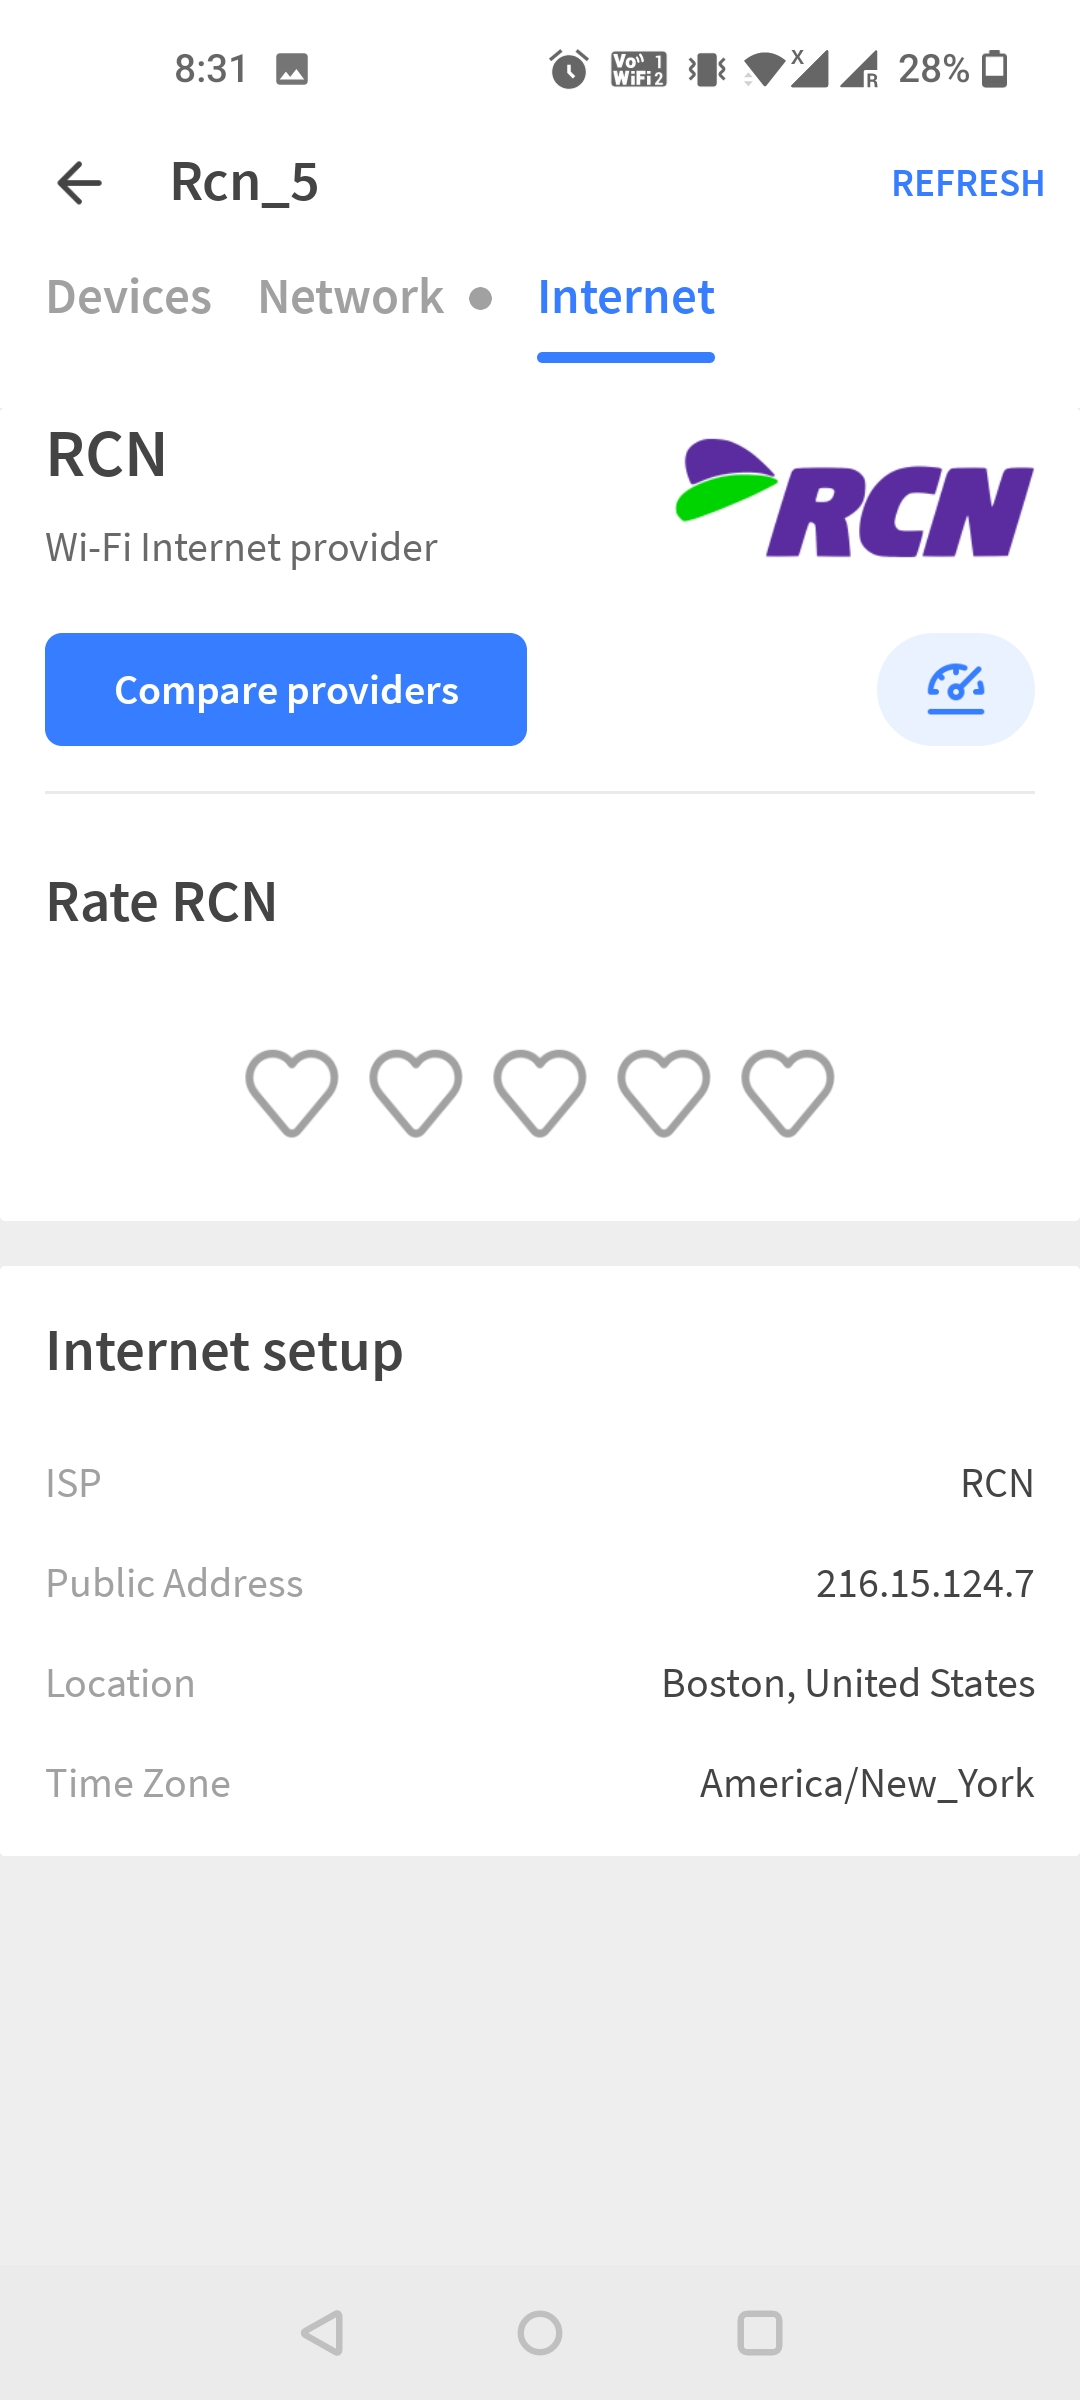 8:31
Vo 1
WiFi 2
X
R
28%
Rcn_5
REFRESH
Devices Network Internet
RCN
RCN
Wi-Fi Internet provider
Compare providers
Rate RCN
Internet setup
ISP RCN
Public Address 216.15.124.7
Location Boston, United States
Time Zone America/New_York